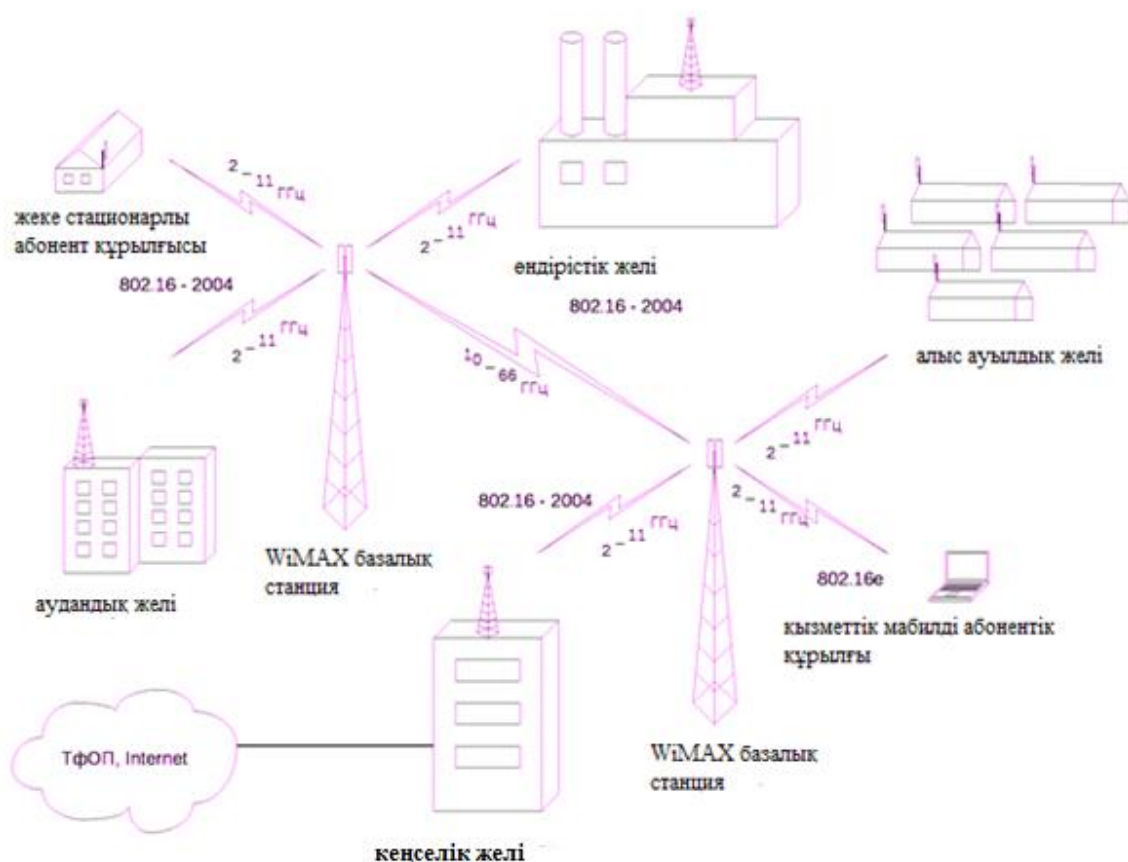 2 – 11 ГГц
2 – 11 ГГц
жеке стационарлы
абонент құрылғысы
өндірістік желі
802.16 - 2004
802.16 - 2004
2 – 11 ГГц
10 – 66 ГГц
алыс ауылдық желі
2 – 11 ГГц
802.16 - 2004
2 – 11 ГГц
2 – 11 ГГц
WiMAX базалық
станция
802.16e
аудандық желі
қызметтік мабилді абонентік
құрылғы
ТфОП, Internet
WiMAX базалық
станция
кеңселік желі